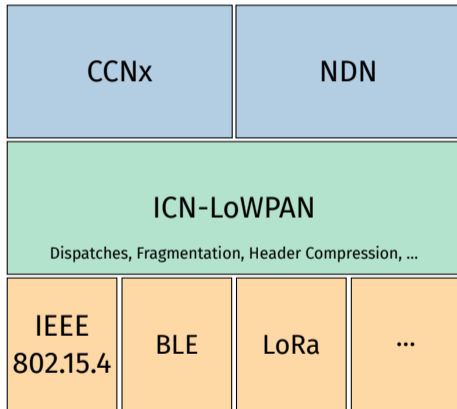 CCNx
NDN
ICN-LoWPAN
Dispatches, Fragmentation, Header Compression, ...
IEEE
802.15.4
BLE
LoRa
...